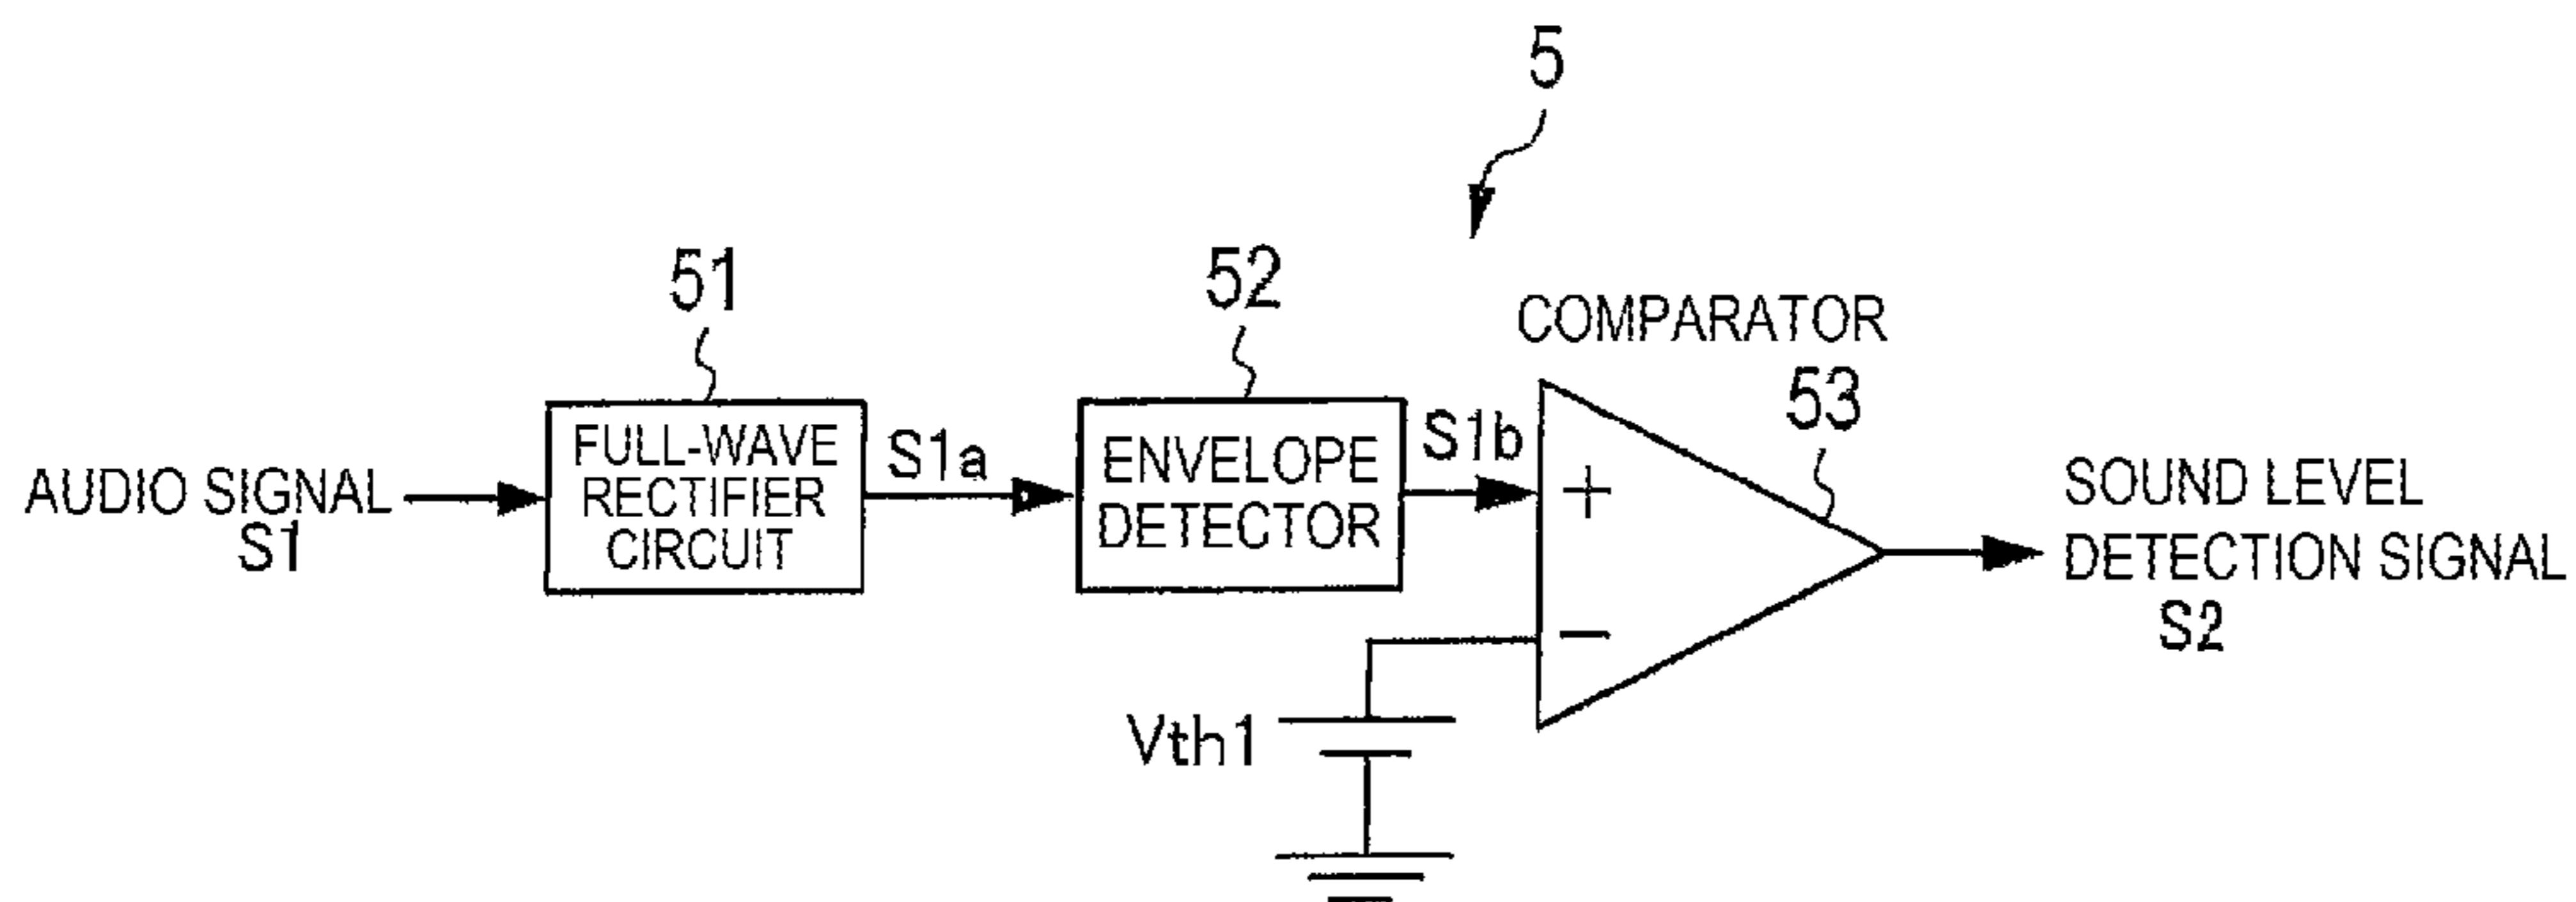 5
51
52
COMPARATOR
53
AUDIO SIGNAL
S1
FULL-WAVE
RECTIFIER
CIRCUIT
S1a
ENVELOPE
DETECTOR
S1b
+
−
SOUND LEVEL
DETECTION SIGNAL
S2
Vth1